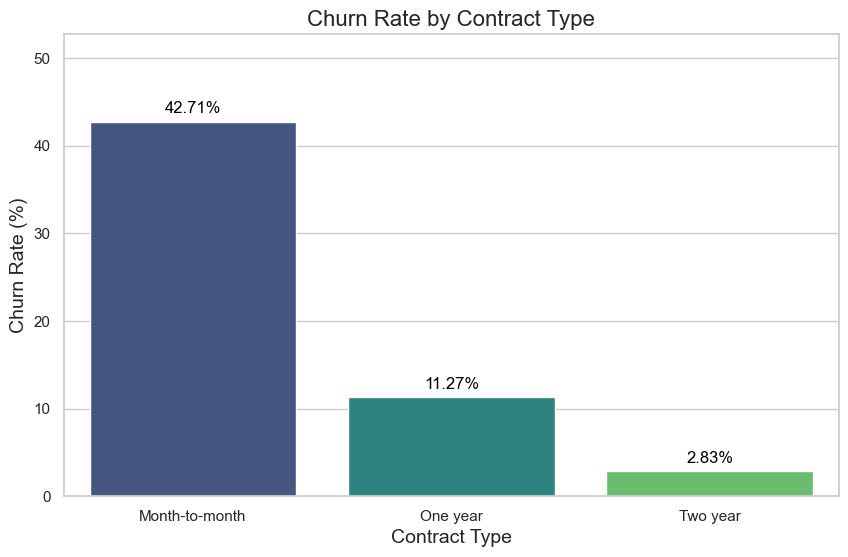 Churn Rate by Contract Type
Churn Rate (%)
50
40
30
20
10
0
42.71%
11.27%
2.83%
Month-to-month
One year
Two year
Contract Type